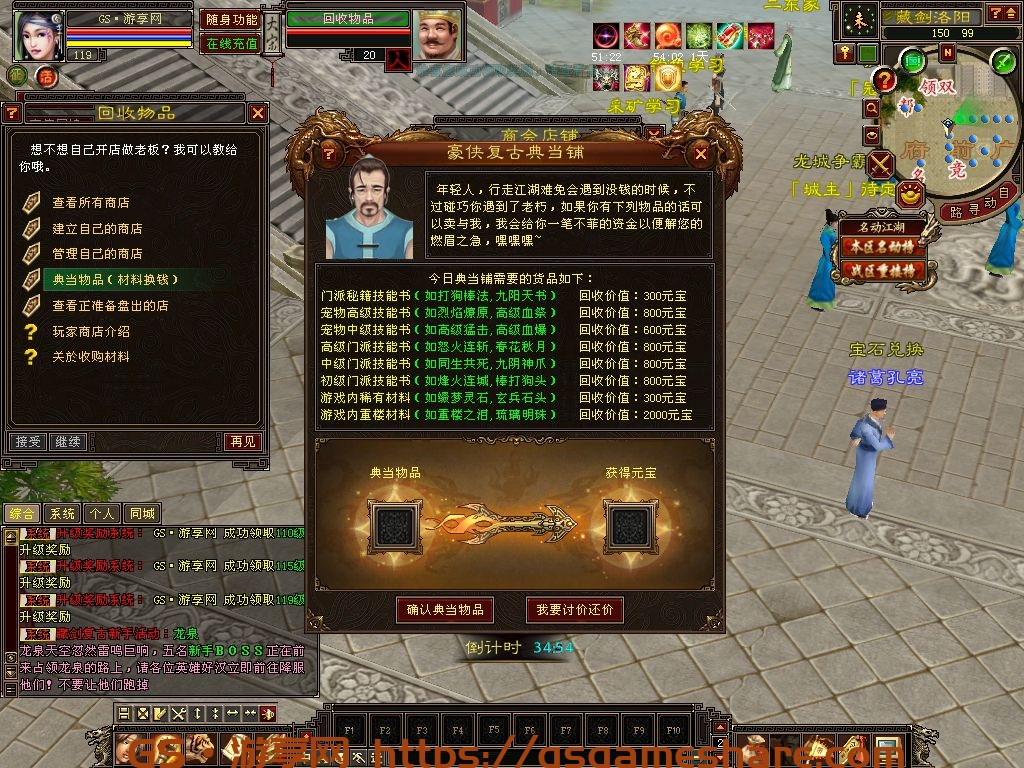 GS·游享网
119
随身功能
在线充值
回收物品
20
51:22
54:02
1天
学习
采矿学习
藏剑洛阳
150 99
回收物品
想不想自己开店做老板？我可以教给
你哦。
查看所有商店
建立自己的商店
管理自己的商店
典当物品（材料换钱）
查看正准备盘出的店
玩家商店介绍
关於收购材料
接受
继续
再见
商会店铺
豪侠复古典当铺
年轻人，行走江湖难免会遇到没钱的时候，不
过碰巧你遇到了老朽，如果你有下列物品的话可
以卖与我，我会给你一笔不菲的资金以便解您的
燃眉之急，嘿嘿嘿~
今日典当铺需要的货品如下：
门派秘籍技能书（如打狗棒法,九阳天书） 回收价值：300元宝
宠物高级技能书（如烈焰燎原,高级血祭） 回收价值：800元宝
宠物中级技能书（如高级猛击,高级血爆） 回收价值：600元宝
高级门派技能书（如怒火连斩,春花秋月） 回收价值：800元宝
中级门派技能书（如同生共死,九阴神爪） 回收价值：800元宝
初级门派技能书（如烽火连城,棒打狗头） 回收价值：800元宝
游戏内稀有材料（如缀梦灵石,玄兵石头） 回收价值：300元宝
游戏内重楼材料（如重楼之泪,琉璃明珠） 回收价值：2000元宝
典当物品
获得元宝
确认典当物品
我要讨价还价
倒计时 34:54
龙城争霸
「城主」待定
自动寻路
名动江湖
本区名动榜
战区重楼榜
宝石兑换
诸葛孔亮
综合 系统 个人 同城
系统 升级奖励系统： GS·游享网 成功领取110级
升级奖励
系统 升级奖励系统： GS·游享网 成功领取115级
升级奖励
系统 升级奖励系统： GS·游享网 成功领取119级
升级奖励
系统 藏剑复古新手活动：龙泉
龙泉天空忽然雷鸣巨响，五名新手BOSS正在前
来占领龙泉的路上，请各位英雄好汉立即前往降服
他们！不要让他们跑掉
F1 F2 F3 F4 F5 F6 F7 F8 F9 F10
GS·游享网 https://gsgameshare.com